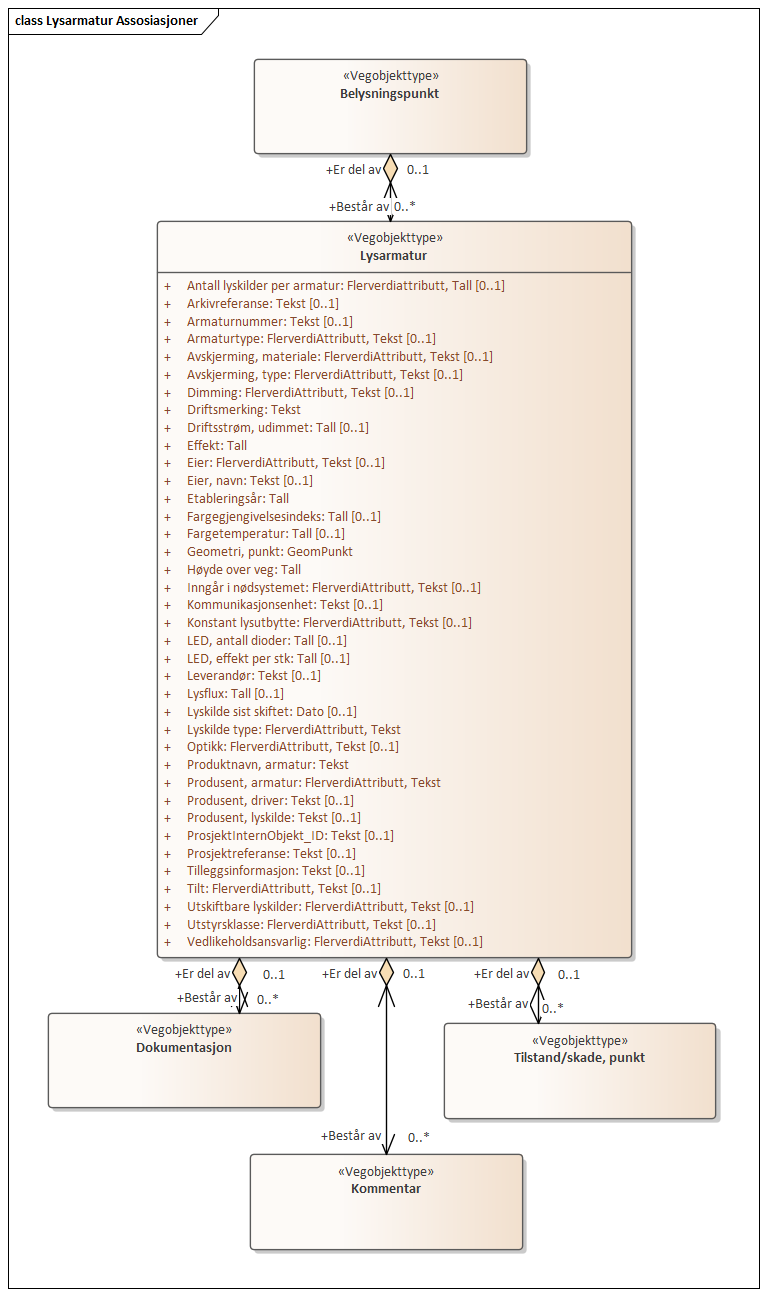 class Lysarmatur Assosiasjoner
«Vegobjekttype»
Belysningspunkt
+Er del av 0..1
+Består av 0..*
«Vegobjekttype»
Lysarmatur
+ Antall lyskilder per armatur: Flerverdiattributt, Tall [0..1]
+ Arkivreferanse: Tekst [0..1]
+ Armaturnummer: Tekst [0..1]
+ Armaturtype: FlerverdiAttributt, Tekst [0..1]
+ Avskjerming, materiale: FlerverdiAttributt, Tekst [0..1]
+ Avskjerming, type: FlerverdiAttributt, Tekst [0..1]
+ Dimming: FlerverdiAttributt, Tekst [0..1]
+ Driftsmerking: Tekst
+ Driftsstrøm, udimmet: Tall [0..1]
+ Effekt: Tall
+ Eier: FlerverdiAttributt, Tekst [0..1]
+ Eier, navn: Tekst [0..1]
+ Etableringsår: Tall
+ Fargegjengivelsesindeks: Tall [0..1]
+ Fargetemperatur: Tall [0..1]
+ Geometri, punkt: GeomPunkt
+ Høyde over veg: Tall
+ Inngår i nødsystemet: FlerverdiAttributt, Tekst [0..1]
+ Kommunikasjonsenhet: Tekst [0..1]
+ Konstant lysutbytte: FlerverdiAttributt, Tekst [0..1]
+ LED, antall dioder: Tall [0..1]
+ LED, effekt per stk: Tall [0..1]
+ Leverandør: Tekst [0..1]
+ Lysflux: Tall [0..1]
+ Lyskilde sist skiftet: Dato [0..1]
+ Lyskilde type: FlerverdiAttributt, Tekst
+ Optikk: FlerverdiAttributt, Tekst [0..1]
+ Produktnavn, armatur: Tekst
+ Produsent, armatur: FlerverdiAttributt, Tekst
+ Produsent, driver: Tekst [0..1]
+ Produsent, lyskilde: Tekst [0..1]
+ ProsjektInternObjekt_ID: Tekst [0..1]
+ Prosjektreferanse: Tekst [0..1]
+ Tilleggsinformasjon: Tekst [0..1]
+ Tilt: FlerverdiAttributt, Tekst [0..1]
+ Utskiftbare lyskilder: FlerverdiAttributt, Tekst [0..1]
+ Utstyrsklasse: FlerverdiAttributt, Tekst [0..1]
+ Vedlikeholdsansvarlig: FlerverdiAttributt, Tekst [0..1]
+Er del av 0..1 +Er del av 0..1 +Er del av 0..1
+Består av 0..* +Består av 0..*
«Vegobjekttype»
Dokumentasjon
«Vegobjekttype»
Tilstand/skade, punkt
+Består av 0..*
«Vegobjekttype»
Kommentar